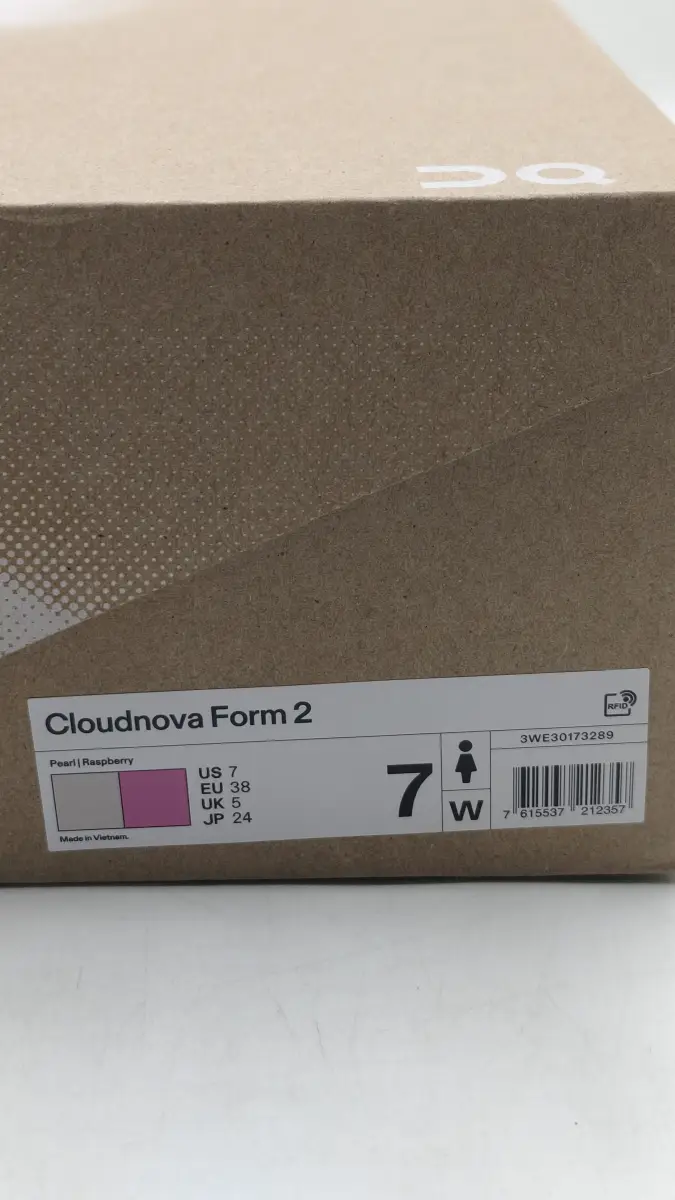 On
Cloudnova Form 2
RFID
Pearl | Raspberry
US 7
EU 38
UK 5
JP 24
Made in Vietnam.
7
W
3WE30173289
7 615537 212357